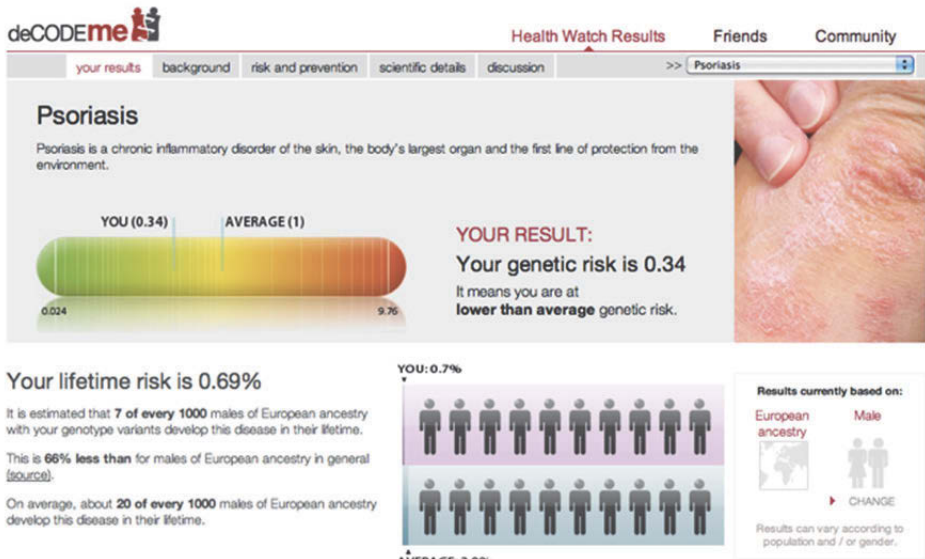 deCODEme
Health Watch Results Friends Community
your results background risk and prevention scientific details discussion >> Psoriasis
Psoriasis
Psoriasis is a chronic inflammatory disorder of the skin, the body's largest organ and the first line of protection from the
environment.
YOU (0.34) AVERAGE (1)
0.024 9.76
YOUR RESULT:
Your genetic risk is 0.34
It means you are at
lower than average genetic risk.
Your lifetime risk is 0.69%
It is estimated that 7 of every 1000 males of European ancestry
with your genotype variants develop this disease in their lifetime.
This is 66% less than for males of European ancestry in general
(source).
On average, about 20 of every 1000 males of European ancestry
develop this disease in their lifetime.
YOU: 0.7%
AVERAGE: 2.0%
Results currently based on:
European Male
ancestry
CHANGE
Results can vary according to
population and / or gender.